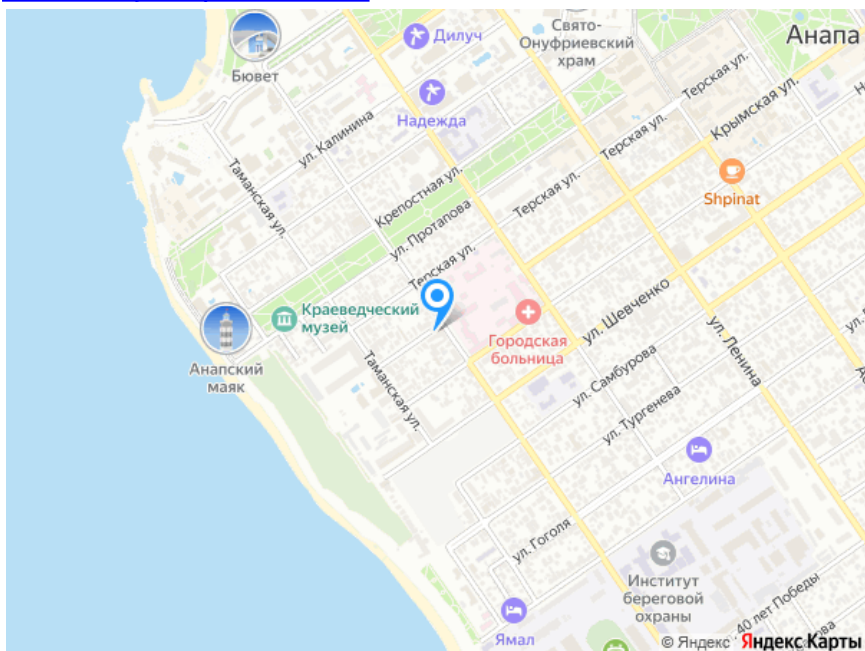 Бювет
Дилуч
Свято-
Онуфриевский
храм
Анапа
Надежда
ул. Калинина
Терская ул.
Крымская ул.
Терская ул.
Shpinat
Таманская ул.
Крепостная ул.
Терская ул.
ул. Протапова
Терская ул.
Краеведческий
музей
Анапский
маяк
Городская
больница
ул. Шевченко
ул. Ленина
Таманская ул.
ул. Самбурова
ул. Тургенева
Ангелина
ул. Гоголя
Институт
береговой
охраны
Ямал
40 лет Победы
© Яндекс Яндекс Карты